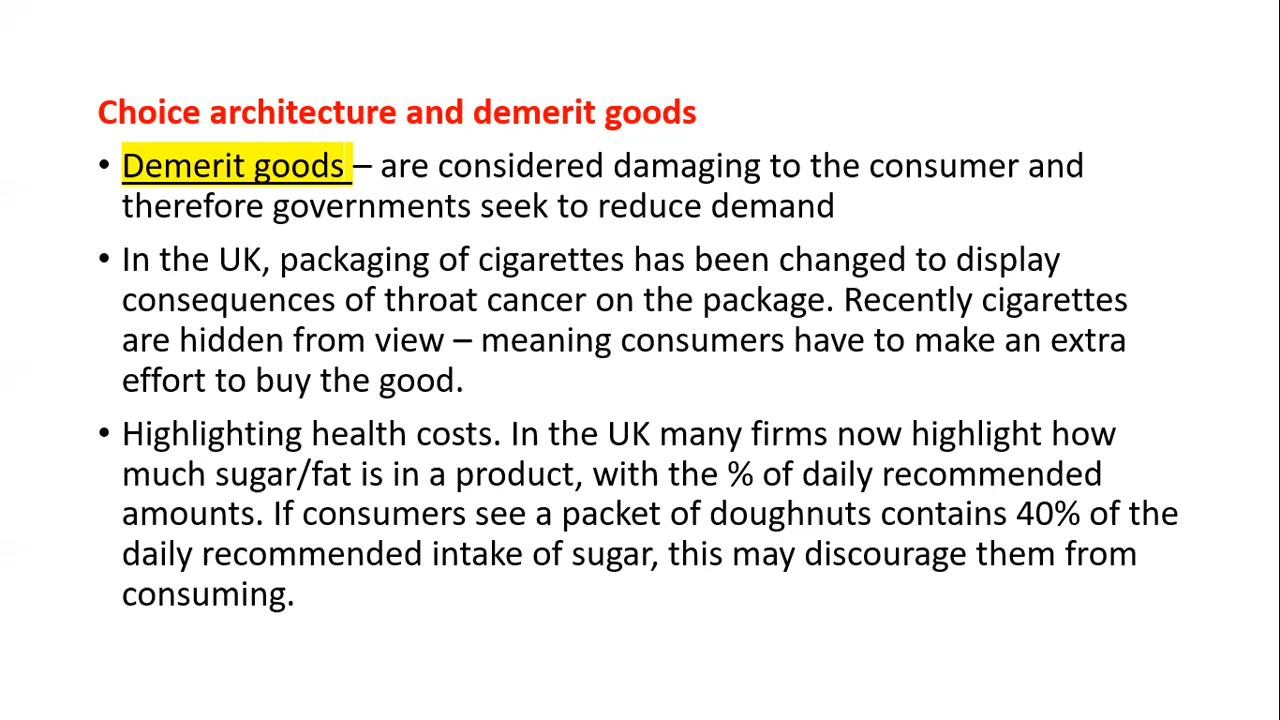 Choice architecture and demerit goods
• Demerit goods – are considered damaging to the consumer and
therefore governments seek to reduce demand
• In the UK, packaging of cigarettes has been changed to display
consequences of throat cancer on the package. Recently cigarettes
are hidden from view – meaning consumers have to make an extra
effort to buy the good.
• Highlighting health costs. In the UK many firms now highlight how
much sugar/fat is in a product, with the % of daily recommended
amounts. If consumers see a packet of doughnuts contains 40% of the
daily recommended intake of sugar, this may discourage them from
consuming.